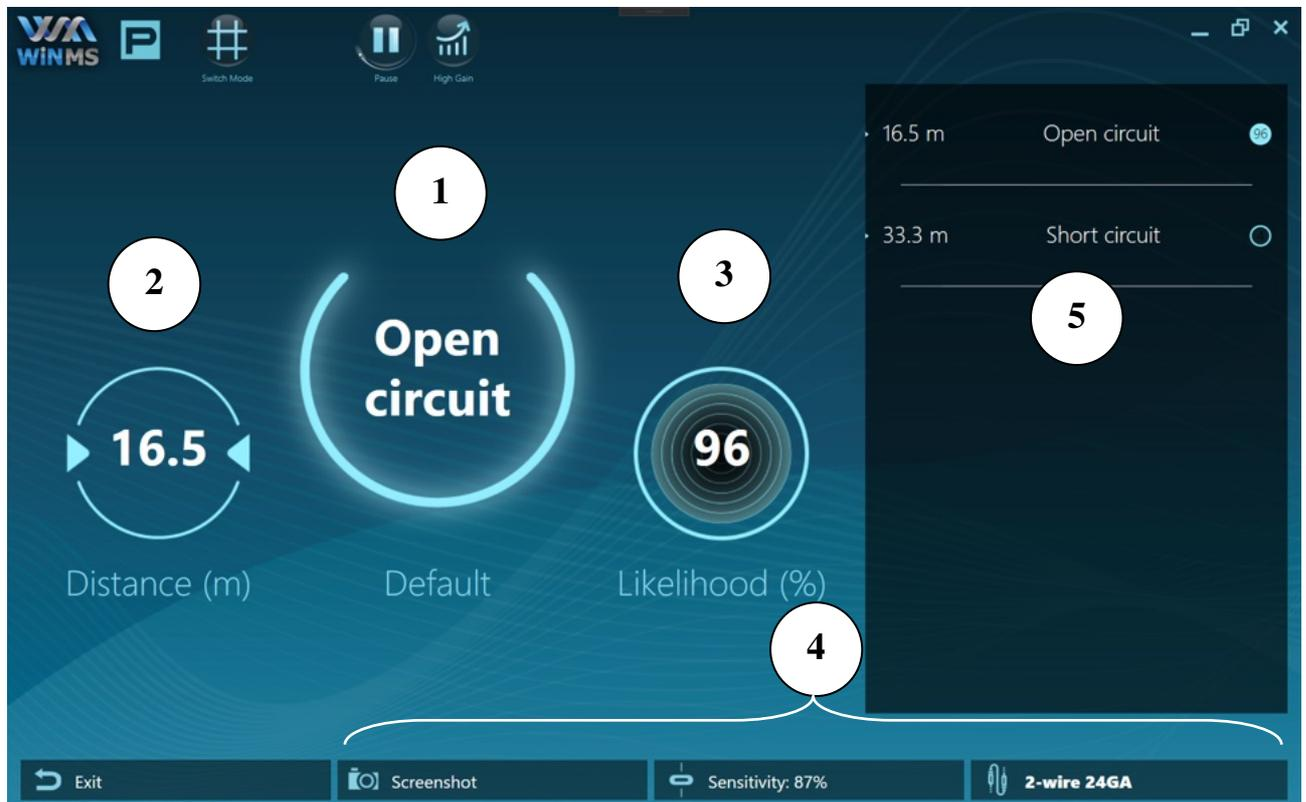 WiNMS
P
Switch Mode
Pause
High Gain
1
2
3
Open
circuit
16.5
96
Distance (m)
Default
Likelihood (%)
16.5 m Open circuit 96
33.3 m Short circuit
5
4
Exit
Screenshot
Sensitivity: 87%
2-wire 24GA